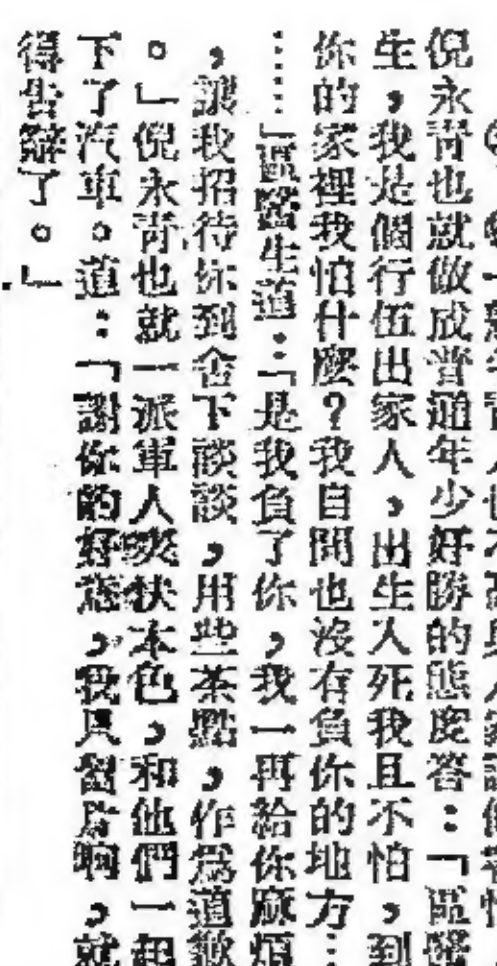 倪永青也就做成普通年少好勝的態度答：「區醫
生，我是個行伍出家人，出生入死我且不怕，到
你的家裡我怕什麼？我自問也沒有負你的地方⋯
⋯⋯」區醫生道：「是我負了你，我一再給你麻煩
，讓我招待你到舍下談談，用些茶點，作爲道歉
。」倪永青也就一派軍人爽快本色，和他們一起
下了汽車。道：「謝你的好意，我只留片晌，就
得告辭了。」